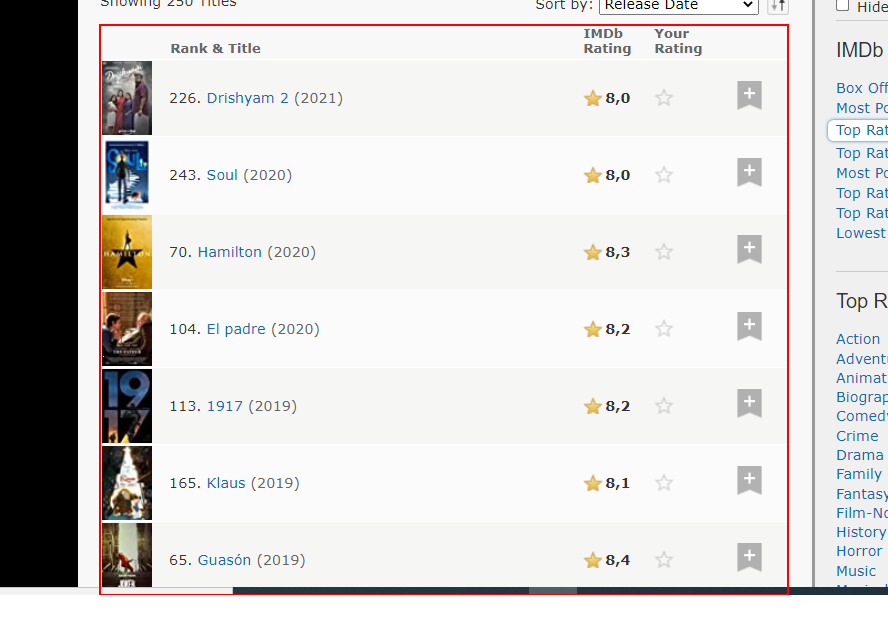 Showing 250 Titles
Sort by: Release Date
Hide
Rank & Title
IMDb Rating
Your Rating
226. Drishyam 2 (2021) 8,0
243. Soul (2020) 8,0
70. Hamilton (2020) 8,3
HAMILTON
104. El padre (2020) 8,2
113. 1917 (2019) 8,2
1917
165. Klaus (2019) 8,1
65. Guasón (2019) 8,4
IMDb
Box Off
Most Po
Top Rat
Top Rat
Most Po
Top Rat
Top Rat
Lowest
Top R
Action
Advent
Animat
Biograp
Comedy
Crime
Drama
Family
Fantasy
Film-No
History
Horror
Music